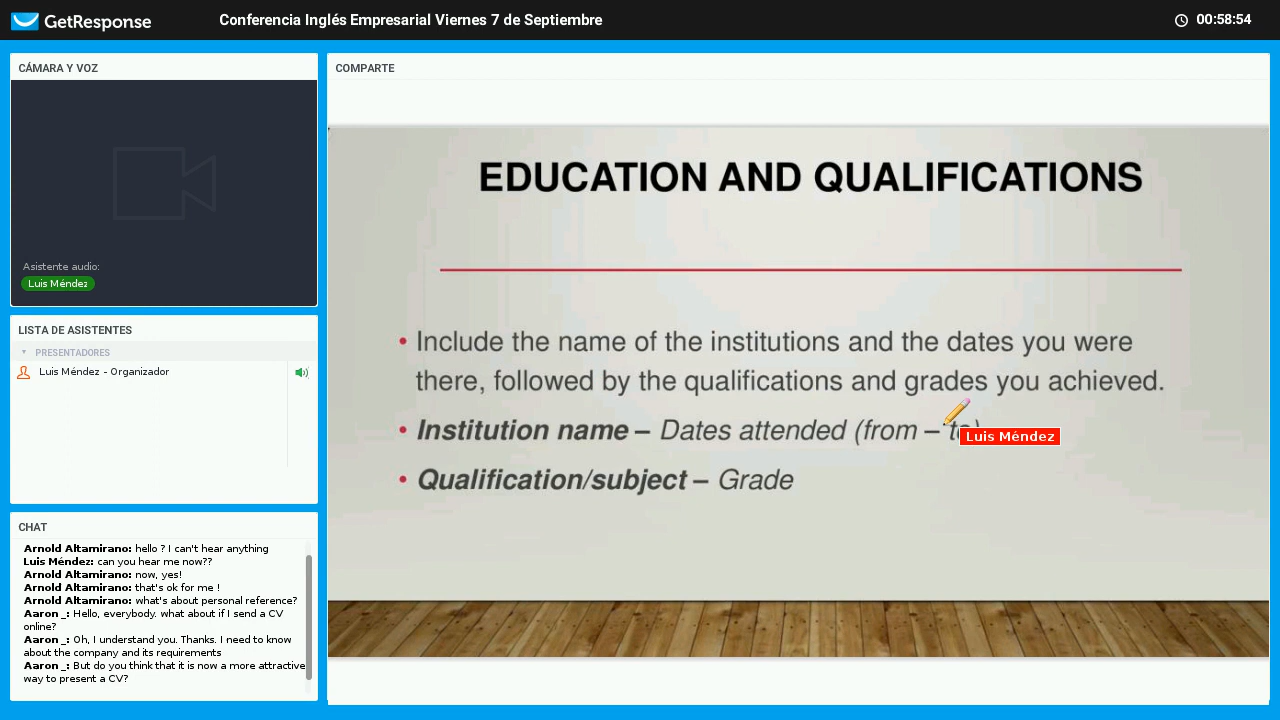 GetResponse
Conferencia Inglés Empresarial Viernes 7 de Septiembre
00:58:54
CÁMARA Y VOZ
Asistente audio:
Luis Méndez
LISTA DE ASISTENTES
PRESENTADORES
Luis Méndez - Organizador
CHAT
Arnold Altamirano: hello ? I can't hear anything
Luis Méndez: can you hear me now??
Arnold Altamirano: now, yes!
Arnold Altamirano: that's ok for me !
Arnold Altamirano: what's about personal reference?
Aaron _: Hello, everybody. what about if I send a CV
online?
Aaron _: Oh, I understand you. Thanks. I need to know
about the company and its requirements
Aaron _: But do you think that it is now a more attractive
way to present a CV?
COMPARTE
EDUCATION AND QUALIFICATIONS
• Include the name of the institutions and the dates you were
there, followed by the qualifications and grades you achieved.
• Institution name – Dates attended (from – to)
Luis Méndez
• Qualification/subject – Grade